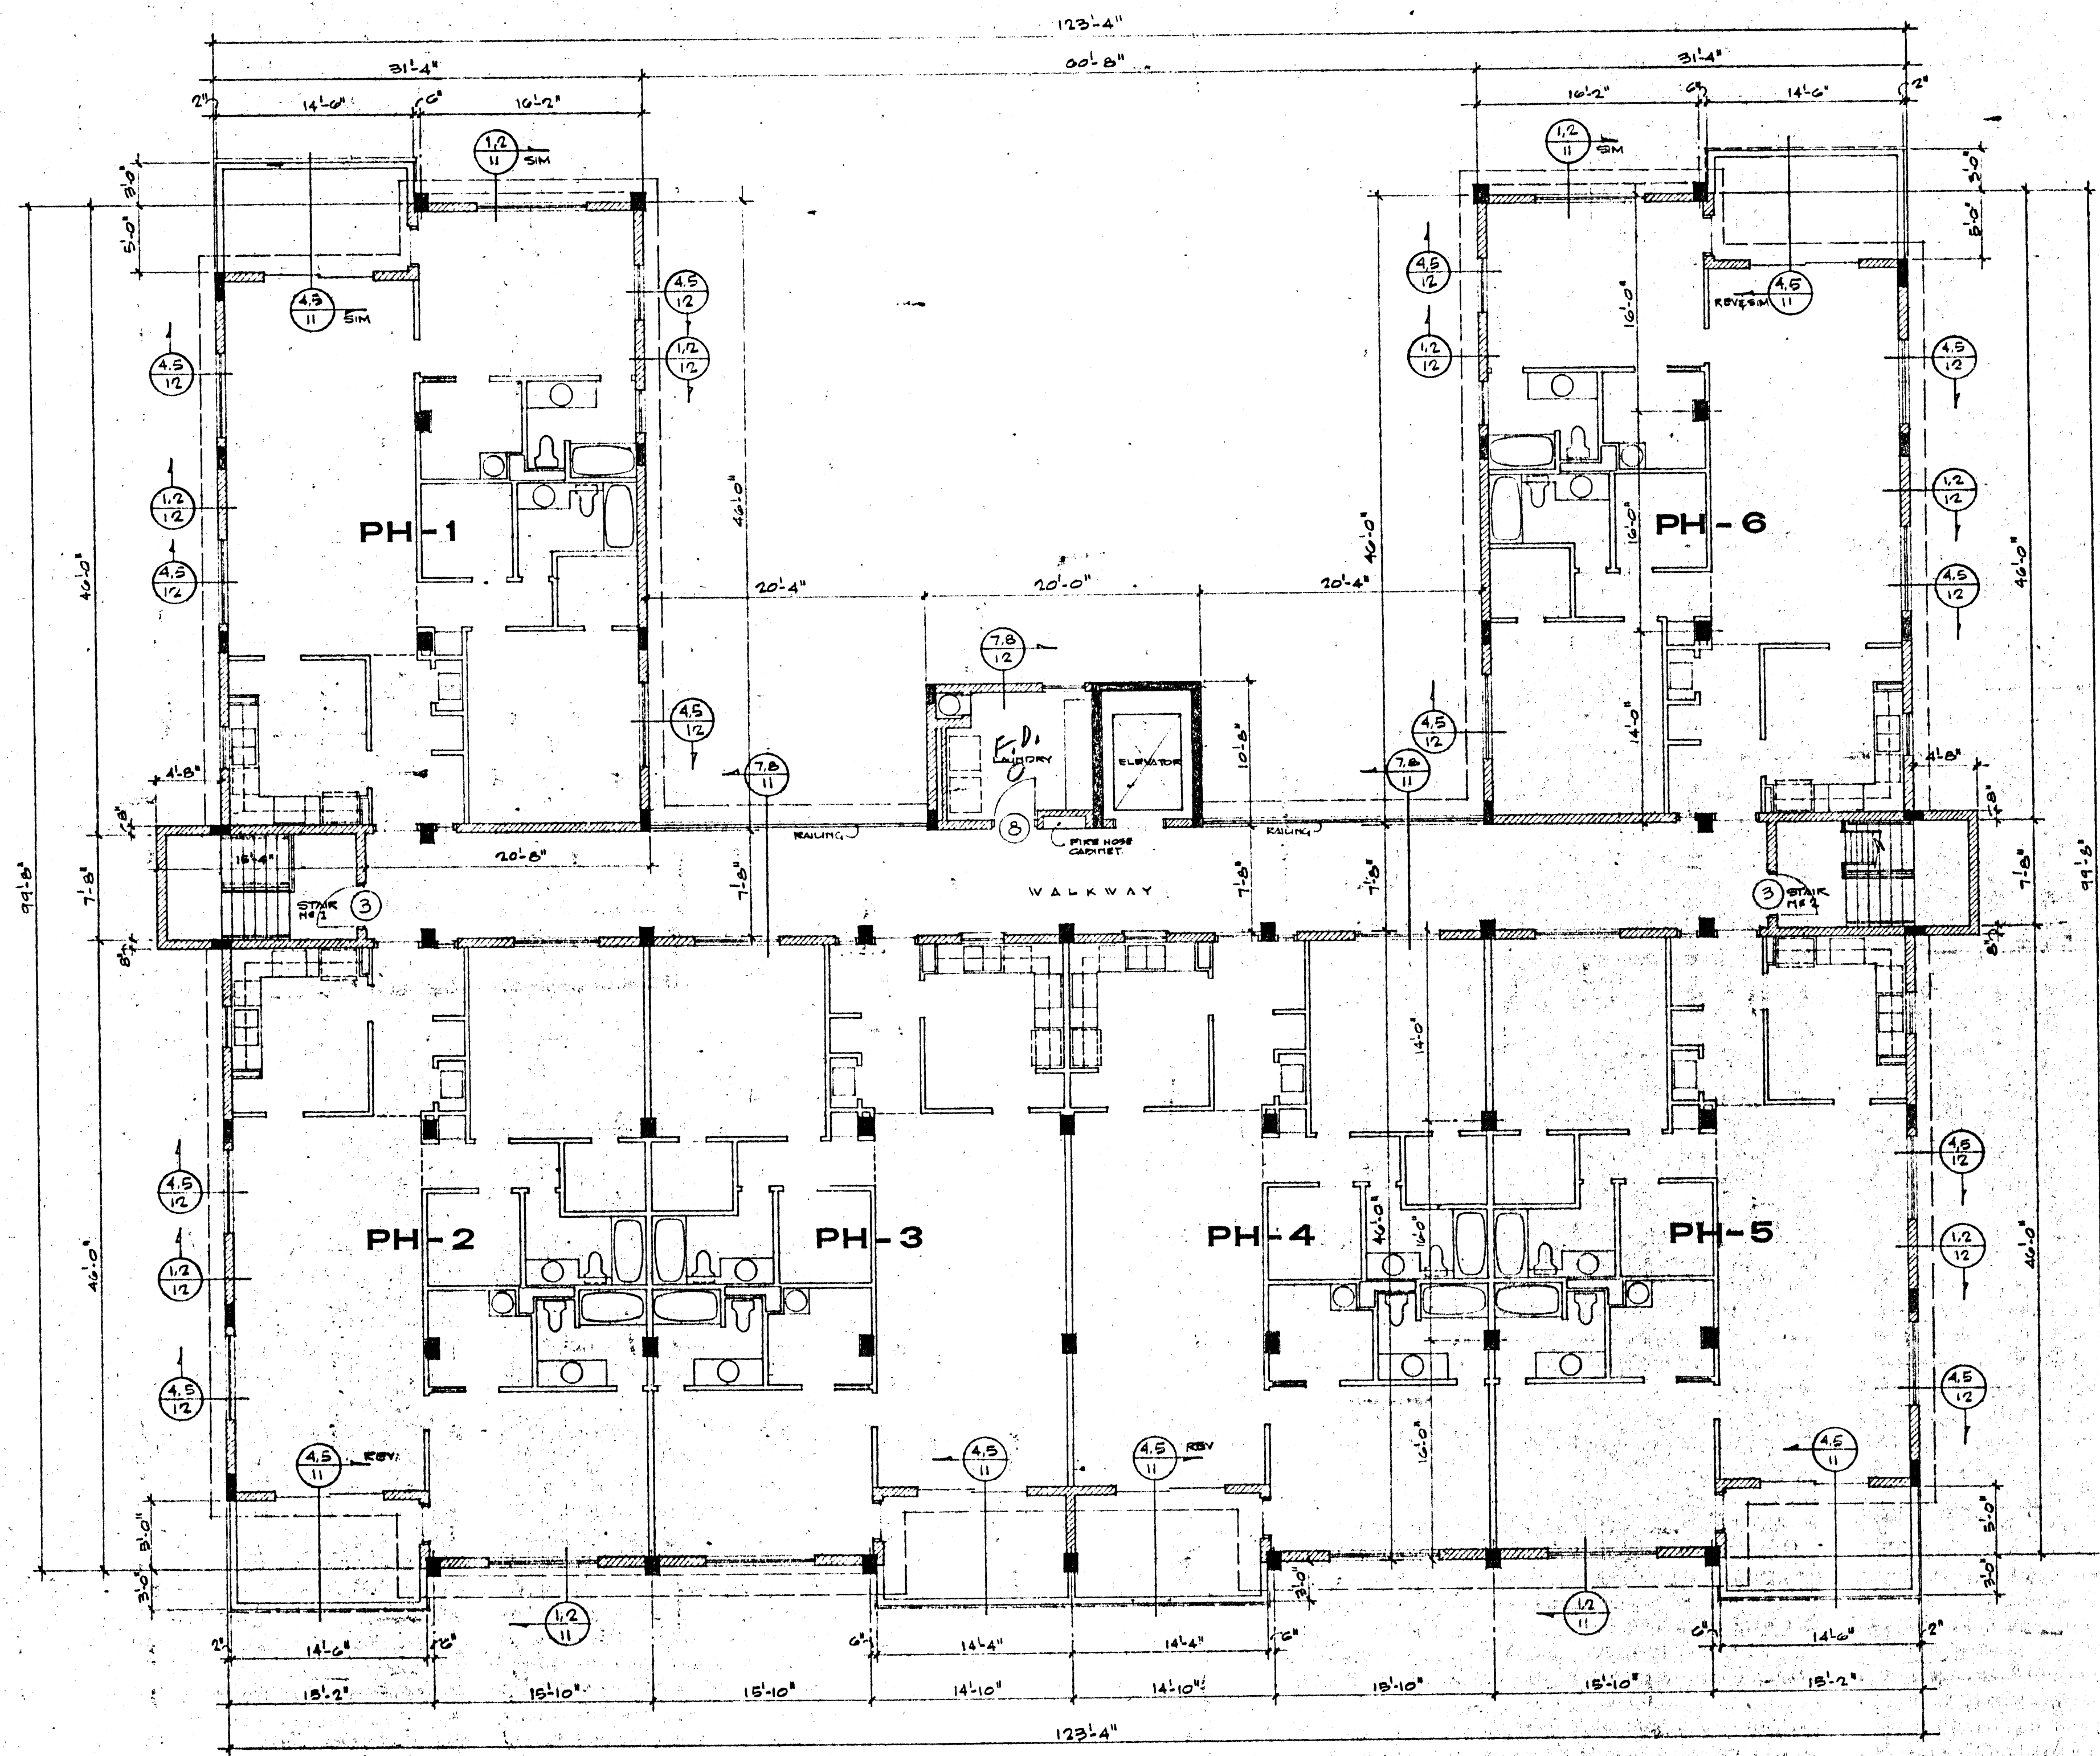 123'-4"
31'-4" 60'-8" 31'-4"
2" 14'-6" 6" 16'-2" 16'-2" 6" 14'-6" 2"
1,2 11 SIM 1,2 11 SIM
3'-0" 3'-0"
5'-0" 5'-0"
4,5 12 4,5 12
4,5 11 SIM REV & SIM 4,5 11
16'-0"
4,5 12 1,2 12 1,2 12 4,5 12
1,2 12 46'-0" 1,2 12
PH-1 16'-0" PH-6
46'-0" 4,5 12 46'-0" 4,5 12 46'-0"
20'-4" 20'-0" 20'-4"
7,8 12
4,5 12 14'-0" 4,5 12
F.D.
LAUNDRY ELEVATOR 10'-8"
4'-8" 7,8 11 7,8 11 4'-8"
8" RAILING 8 RAILING 8"
FIRE HOSE
CABINET
15'-4" 20'-8"
99'-8" 7'-8" 7'-8" 7'-8" 7'-8" 7'-8" 99'-8"
WALKWAY
STAIR
Nº 1 3 3 STAIR
Nº 2
8" 8"
14'-0"
4,5 12 4,5 12
PH-2 PH-3 PH-4 PH-5
46'-0" 46'-0" 16'-0" 46'-0"
1,2 12 1,2 12
4,5 12 4,5 12
16'-0"
4,5 11 REV. 4,5 11 4,5 11 REV 4,5 11
5'-0" 5'-0"
3'-0" 3'-0" 3'-0"
1,2 11 1,2 11
2" 14'-6" 6" 6" 14'-4" 14'-4" 6" 6" 14'-6" 2"
15'-2" 15'-10" 15'-10" 14'-10" 14'-10" 15'-10" 15'-10" 15'-2"
123'-4"